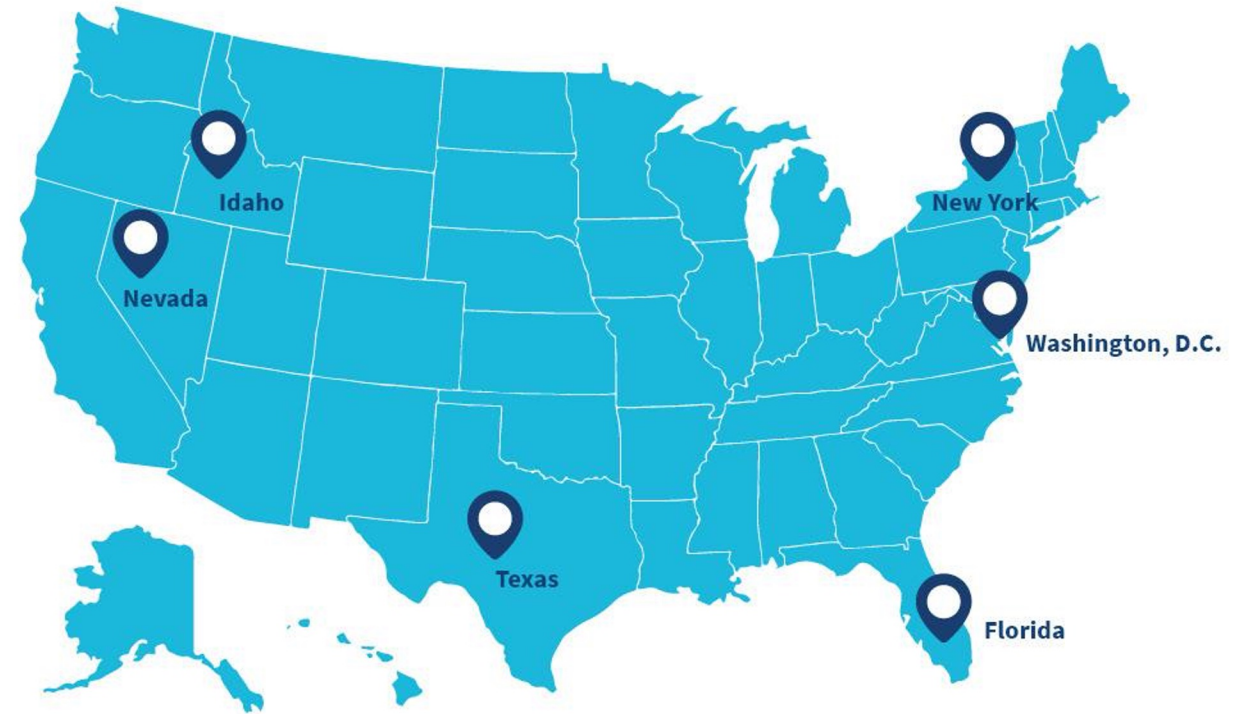 Idaho
New York
Nevada
Washington, D.C.
Texas
Florida